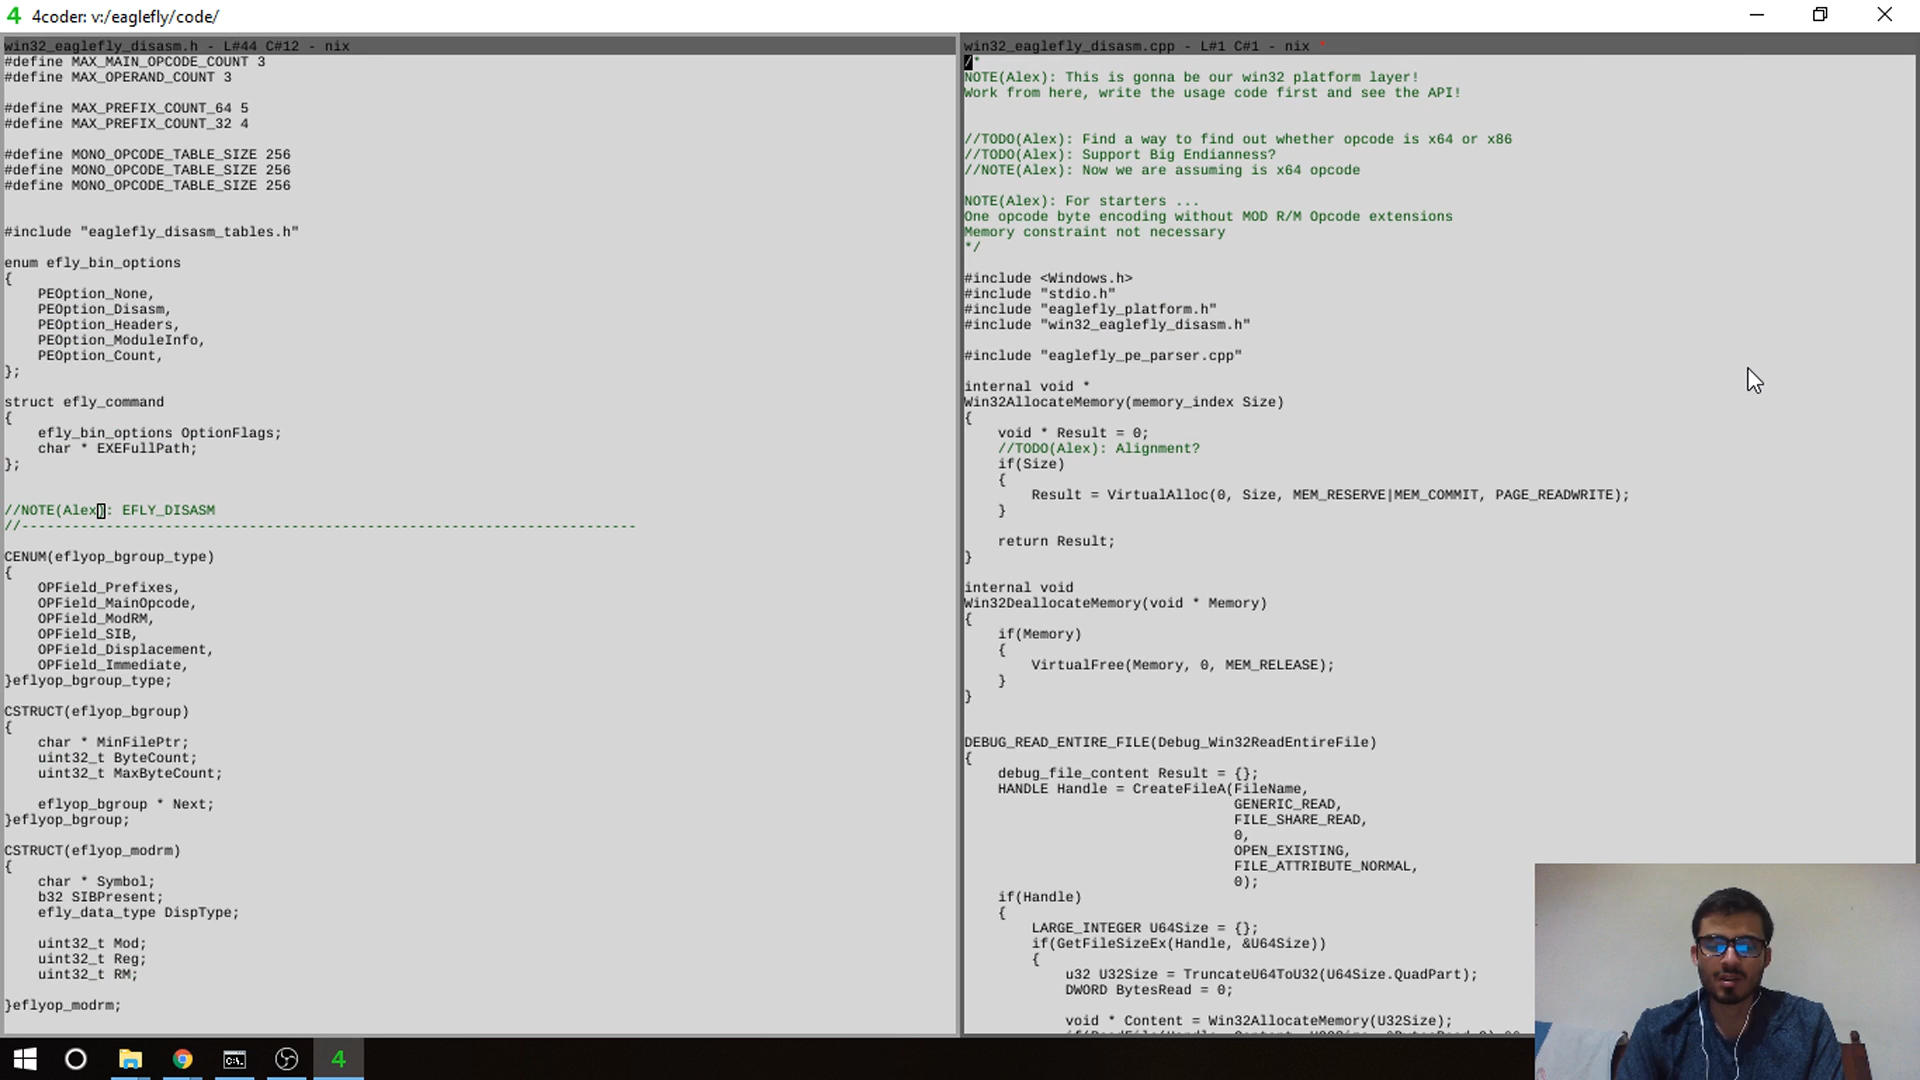 4 4coder: v:/eaglefly/code/
win32_eaglefly_disasm.h - L#44 C#12 - nix
#define MAX_MAIN_OPCODE_COUNT 3
#define MAX_OPERAND_COUNT 3
#define MAX_PREFIX_COUNT_64 5
#define MAX_PREFIX_COUNT_32 4
#define MONO_OPCODE_TABLE_SIZE 256
#define MONO_OPCODE_TABLE_SIZE 256
#define MONO_OPCODE_TABLE_SIZE 256
#include "eaglefly_disasm_tables.h"
enum efly_bin_options
{
PEOption_None,
PEOption_Disasm,
PEOption_Headers,
PEOption_ModuleInfo,
PEOption_Count,
};
struct efly_command
{
efly_bin_options OptionFlags;
char * EXEFullPath;
};
//NOTE(Alex): EFLY_DISASM
//-------------------------------------------------------------------------
CENUM(eflyop_bgroup_type)
{
OPField_Prefixes,
OPField_MainOpcode,
OPField_ModRM,
OPField_SIB,
OPField_Displacement,
OPField_Immediate,
}eflyop_bgroup_type;
CSTRUCT(eflyop_bgroup)
{
char * MinFilePtr;
uint32_t ByteCount;
uint32_t MaxByteCount;
eflyop_bgroup * Next;
}eflyop_bgroup;
CSTRUCT(eflyop_modrm)
{
char * Symbol;
b32 SIBPresent;
efly_data_type DispType;
uint32_t Mod;
uint32_t Reg;
uint32_t RM;
}eflyop_modrm;
win32_eaglefly_disasm.cpp - L#1 C#1 - nix *
/*
NOTE(Alex): This is gonna be our win32 platform layer!
Work from here, write the usage code first and see the API!
//TODO(Alex): Find a way to find out whether opcode is x64 or x86
//TODO(Alex): Support Big Endianness?
//NOTE(Alex): Now we are assuming is x64 opcode
NOTE(Alex): For starters ...
One opcode byte encoding without MOD R/M Opcode extensions
Memory constraint not necessary
*/
#include <Windows.h>
#include "stdio.h"
#include "eaglefly_platform.h"
#include "win32_eaglefly_disasm.h"
#include "eaglefly_pe_parser.cpp"
internal void *
Win32AllocateMemory(memory_index Size)
{
void * Result = 0;
//TODO(Alex): Alignment?
if(Size)
{
Result = VirtualAlloc(0, Size, MEM_RESERVE|MEM_COMMIT, PAGE_READWRITE);
}
return Result;
}
internal void
Win32DeallocateMemory(void * Memory)
{
if(Memory)
{
VirtualFree(Memory, 0, MEM_RELEASE);
}
}
DEBUG_READ_ENTIRE_FILE(Debug_Win32ReadEntireFile)
{
debug_file_content Result = {};
HANDLE Handle = CreateFileA(FileName,
GENERIC_READ,
FILE_SHARE_READ,
0,
OPEN_EXISTING,
FILE_ATTRIBUTE_NORMAL,
0);
if(Handle)
{
LARGE_INTEGER U64Size = {};
if(GetFileSizeEx(Handle, &U64Size))
{
u32 U32Size = TruncateU64ToU32(U64Size.QuadPart);
DWORD BytesRead = 0;
void * Content = Win32AllocateMemory(U32Size);
4